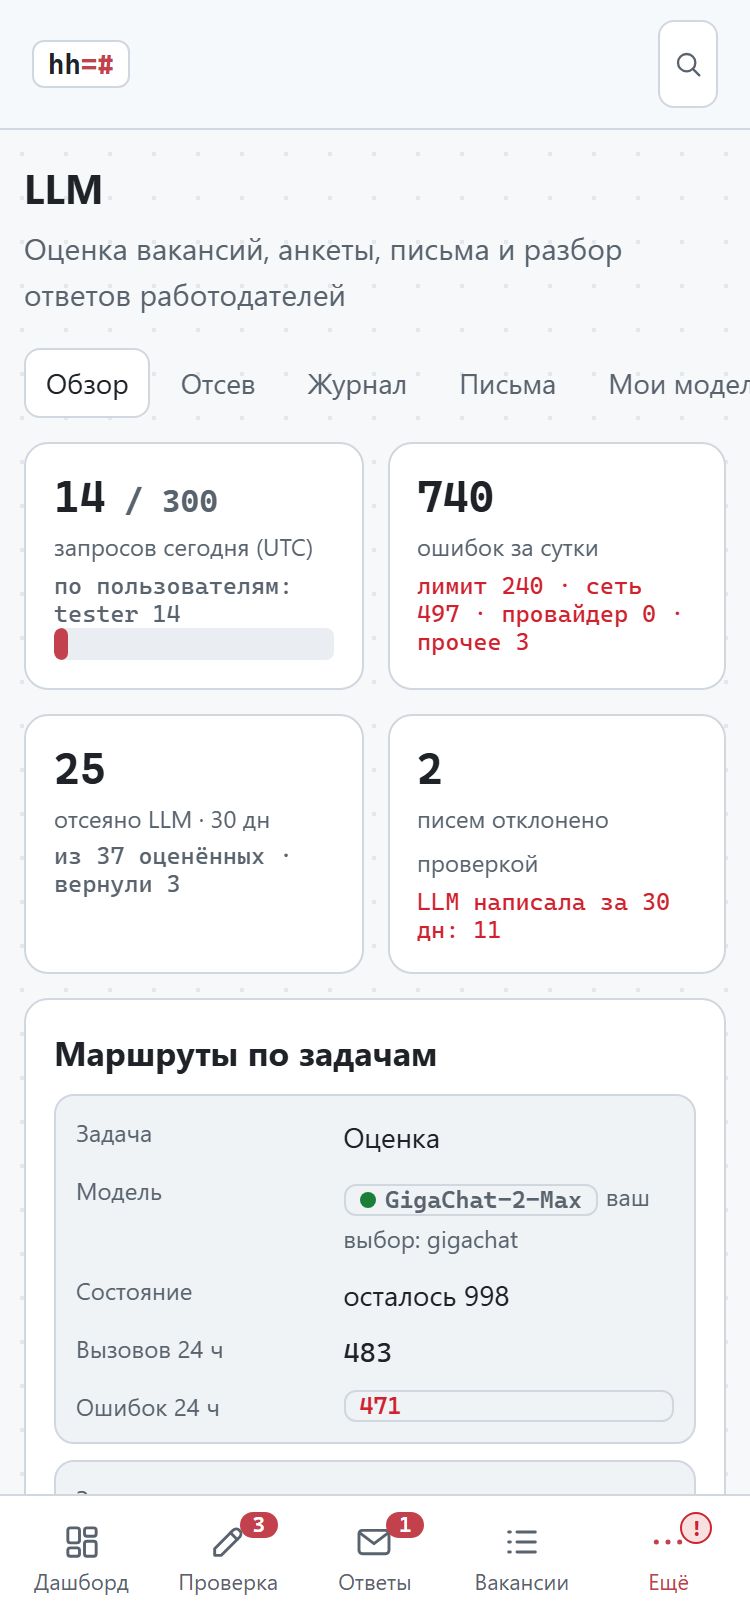 hh=#
LLM
Оценка вакансий, анкеты, письма и разбор
ответов работодателей
Обзор Отсев Журнал Письма Мои модел
14 / 300
запросов сегодня (UTC)
по пользователям:
tester 14
740
ошибок за сутки
лимит 240 · сеть
497 · провайдер 0 ·
прочее 3
25
отсеяно LLM · 30 дн
из 37 оценённых ·
вернули 3
2
писем отклонено
проверкой
LLM написала за 30
дн: 11
Маршруты по задачам
Задача Оценка
Модель GigaChat-2-Max ваш
выбор: gigachat
Состояние осталось 998
Вызовов 24 ч 483
Ошибок 24 ч 471
3 1 !
Дашборд Проверка Ответы Вакансии Ещё